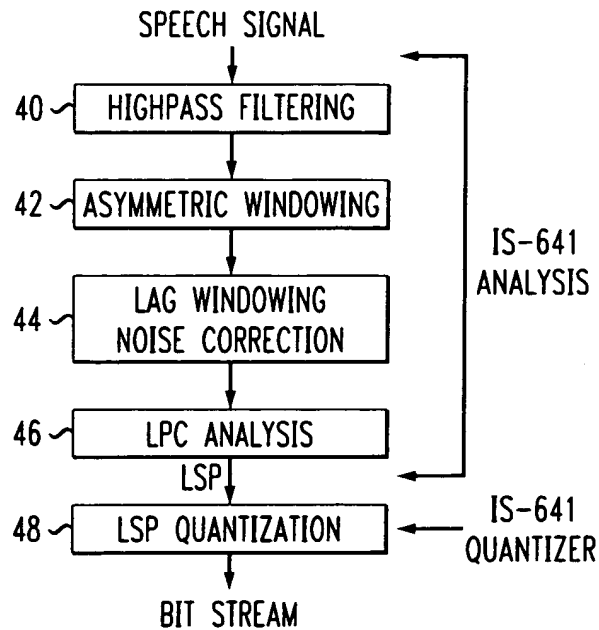 SPEECH SIGNAL
40 HIGHPASS FILTERING
42 ASYMMETRIC WINDOWING
IS-641
ANALYSIS
44 LAG WINDOWING
NOISE CORRECTION
46 LPC ANALYSIS
LSP
48 LSP QUANTIZATION
IS-641
QUANTIZER
BIT STREAM